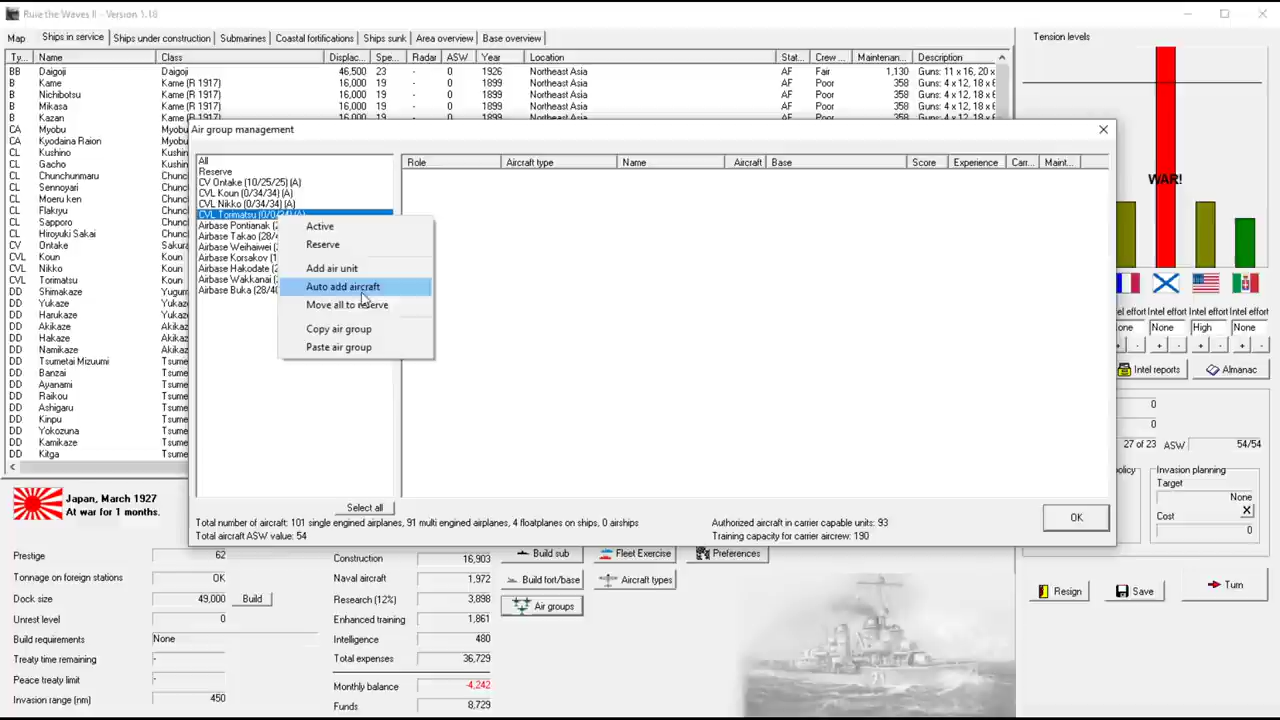 Rule the Waves II - Version 1.18
Map Ships in service Ships under construction Submarines Coastal fortifications Ships sunk Area overview Base overview
Ty... Name Class Displac... Spe... Radar ASW Year Location Stat... Crew ... Maintenan... Description
BB Daigoji Daigoji 46,500 23 - 0 1926 Northeast Asia AF Fair 1,130 Guns: 11 x 16, 20 x
B Kame Kame (R 1917) 16,000 19 - 0 1899 Northeast Asia AF Poor 358 Guns: 4 x 12, 18 x 6
B Nichibotsu Kame (R 1917) 16,000 19 - 0 1899 Northeast Asia AF Poor 358 Guns: 4 x 12, 18 x 6
B Mikasa Kame (R 1917) 16,000 19 - 0 1899 Northeast Asia AF Poor 358 Guns: 4 x 12, 18 x 6
B Kazan Kame (R 1917) 16,000 19 - 0 1899 Northeast Asia AF Poor 358 Guns: 4 x 12, 18 x 6
CA Myobu Myobu
CA Kyodaina Raion Myobu
CL Kushino Kushin
CL Gacho Kushin
CL Chunchunmaru Chunc
CL Sennoyari Chunc
CL Moeru ken Chunc
CL Flakryu Chunc
CL Sapporo Chunc
CL Hiroyuki Sakai Chunc
CV Ontake Sakura
CVL Koun Koun (
CVL Nikko Koun (
CVL Torimatsu Koun (
DD Shimakaze Yugum
DD Yukaze Haruka
DD Harukaze Haruka
DD Akikaze Akikaz
DD Hakaze Akikaz
DD Namikaze Akikaz
DD Tsumetai Mizuumi Tsume
DD Banzai Tsume
DD Ayanami Tsume
DD Raikou Tsume
DD Ashigaru Tsume
DD Kinpu Tsume
DD Yokozuna Tsume
DD Kamikaze Tsume
DD Kitga Tsume
Air group management
All
Reserve
CV Ontake (10/25/25) (A)
CVL Koun (0/34/34) (A)
CVL Nikko (0/34/34) (A)
CVL Torimatsu (0/0/34) (A)
Airbase Pontianak (2
Airbase Takao (28/4
Airbase Weihaiwei (
Airbase Korsakov (1
Airbase Hakodate (2
Airbase Wakkanai (2
Airbase Buka (28/40
Active
Reserve
Add air unit
Auto add aircraft
Move all to reserve
Copy air group
Paste air group
Role Aircraft type Name Aircraft Base Score Experience Carr... Maint...
Select all
Total number of aircraft: 101 single engined airplanes, 91 multi engined airplanes, 4 floatplanes on ships, 0 airships
Total aircraft ASW value: 54
Authorized aircraft in carrier capable units: 93
Training capacity for carrier aircrew: 190
OK
Tension levels
WAR!
Intel effort Intel effort Intel effort Intel effort
one None High None
+ - + - + - + -
Intel reports Almanac
0
0
27 of 23 ASW 54/54
policy
Invasion planning
Target
None
Cost X
0
Japan, March 1927
At war for 1 months.
Prestige 62
Tonnage on foreign stations OK
Dock size 49,000 Build
Unrest level 0
Build requirements None
Treaty time remaining -
Peace treaty limit -
Invasion range (nm) 450
Construction 16,903
Naval aircraft 1,972
Research (12%) 3,898
Enhanced training 1,861
Intelligence 480
Total expenses 36,729
Monthly balance -4,242
Funds 8,729
Build sub Fleet Exercise Preferences
Build fort/base Aircraft types
Air groups
Resign Save Turn